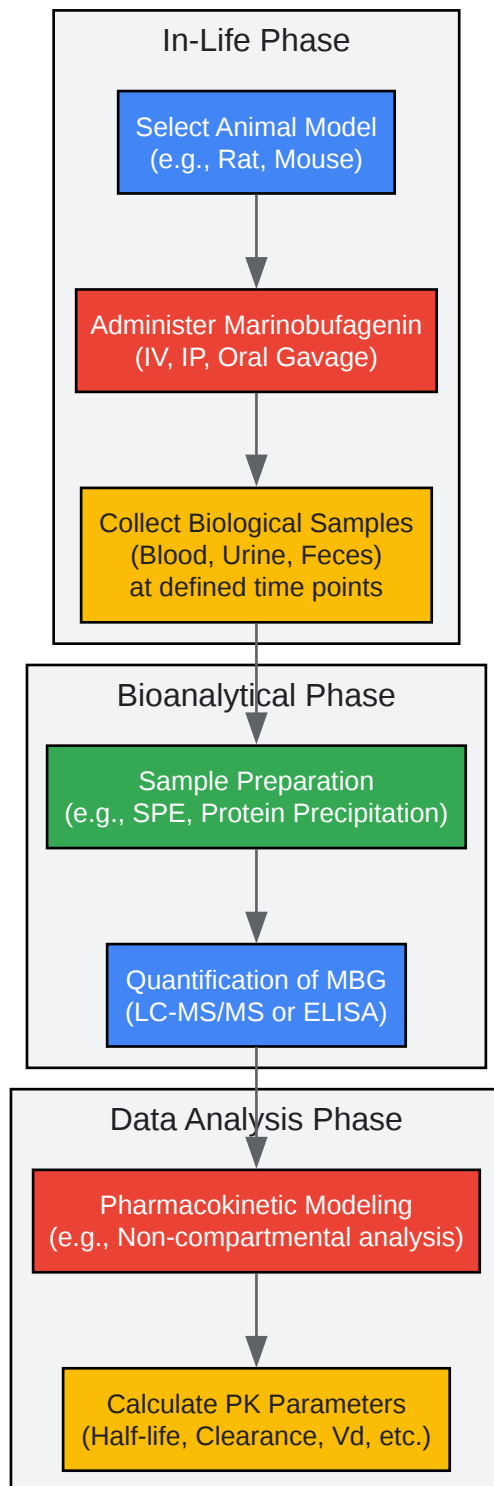 In-Life Phase
Select Animal Model
(e.g., Rat, Mouse)
Administer Marinobufagenin
(IV, IP, Oral Gavage)
Collect Biological Samples
(Blood, Urine, Feces)
at defined time points
Bioanalytical Phase
Sample Preparation
(e.g., SPE, Protein Precipitation)
Quantification of MBG
(LC-MS/MS or ELISA)
Data Analysis Phase
Pharmacokinetic Modeling
(e.g., Non-compartmental analysis)
Calculate PK Parameters
(Half-life, Clearance, Vd, etc.)